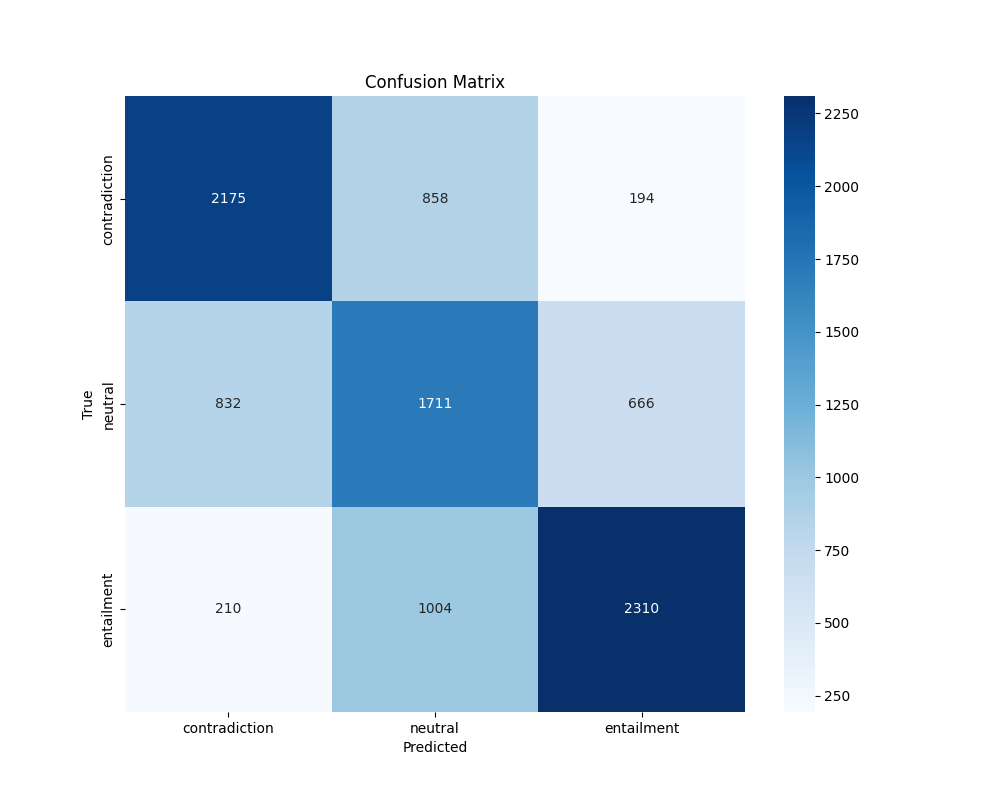 Confusion Matrix
contradiction
2175 858 194
2250
2000
1750
1500
1250
1000
750
500
250
True
neutral
832 1711 666
entailment
210 1004 2310
contradiction neutral entailment
Predicted